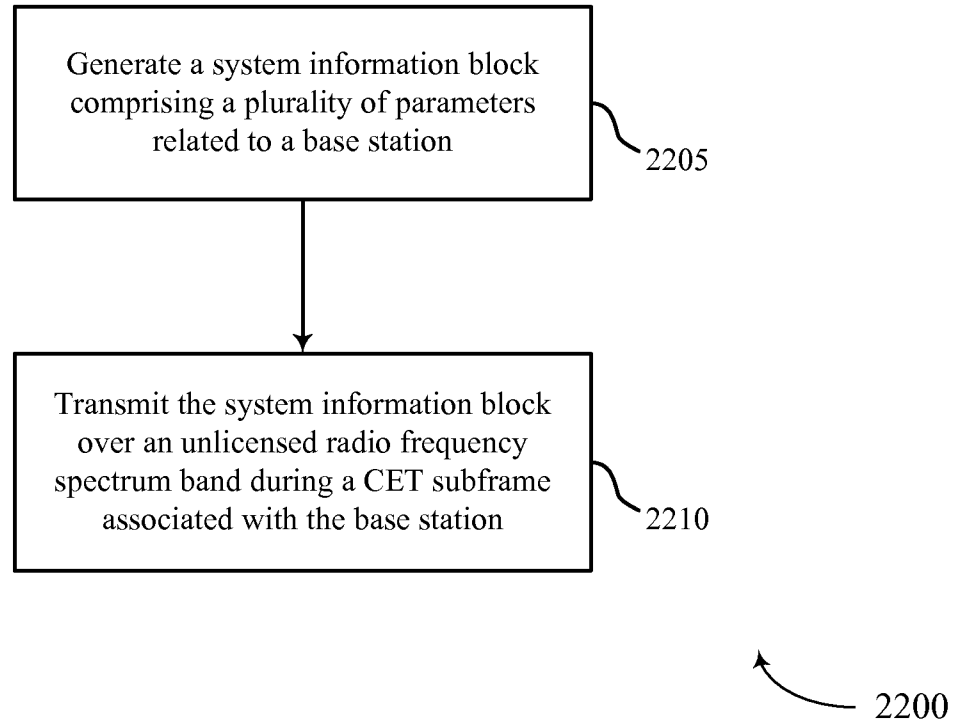 Generate a system information block
comprising a plurality of parameters
related to a base station
2205
Transmit the system information block
over an unlicensed radio frequency
spectrum band during a CET subframe
associated with the base station
2210
2200